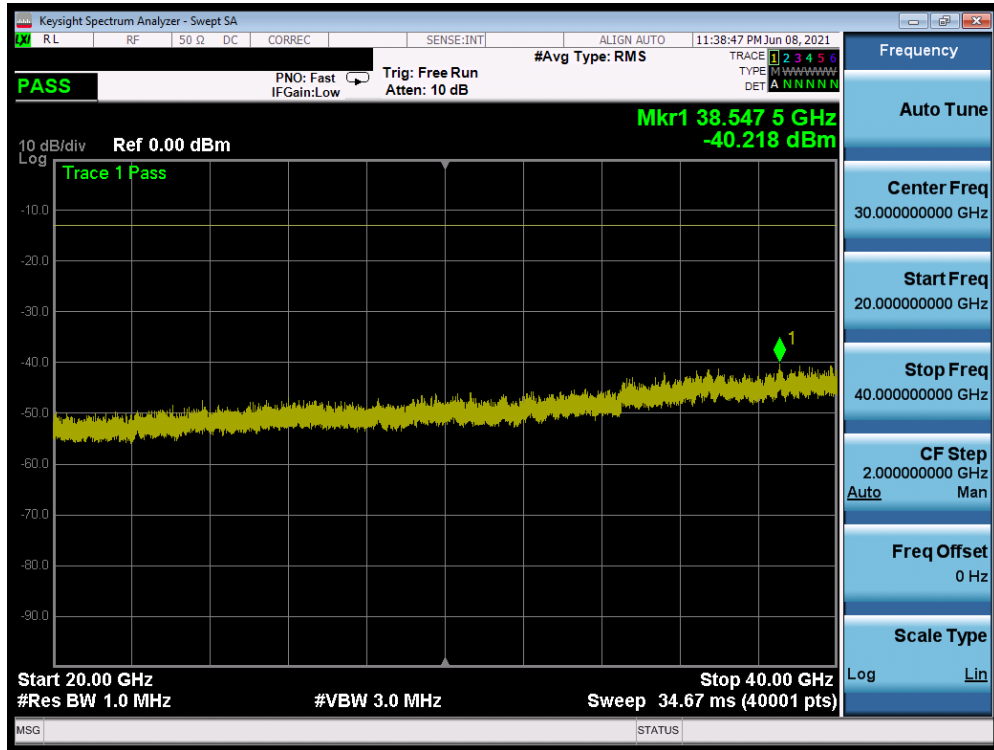 Keysight Spectrum Analyzer - Swept SA
LXI RL RF 50 Ω DC CORREC SENSE:INT ALIGN AUTO 11:38:47 PM Jun 08, 2021
#Avg Type: RMS TRACE 1 2 3 4 5 6
PNO: Fast Trig: Free Run TYPE M WWWWW
PASS IFGain:Low Atten: 10 dB DET A N N N N N
Mkr1 38.547 5 GHz
10 dB/div Ref 0.00 dBm -40.218 dBm
Log
Trace 1 Pass
-10.0
-20.0
-30.0
1
-40.0
-50.0
-60.0
-70.0
-80.0
-90.0
Start 20.00 GHz Stop 40.00 GHz
#Res BW 1.0 MHz #VBW 3.0 MHz Sweep 34.67 ms (40001 pts)
MSG STATUS
Frequency
Auto Tune
Center Freq
30.000000000 GHz
Start Freq
20.000000000 GHz
Stop Freq
40.000000000 GHz
CF Step
2.000000000 GHz
Auto Man
Freq Offset
0 Hz
Scale Type
Log Lin